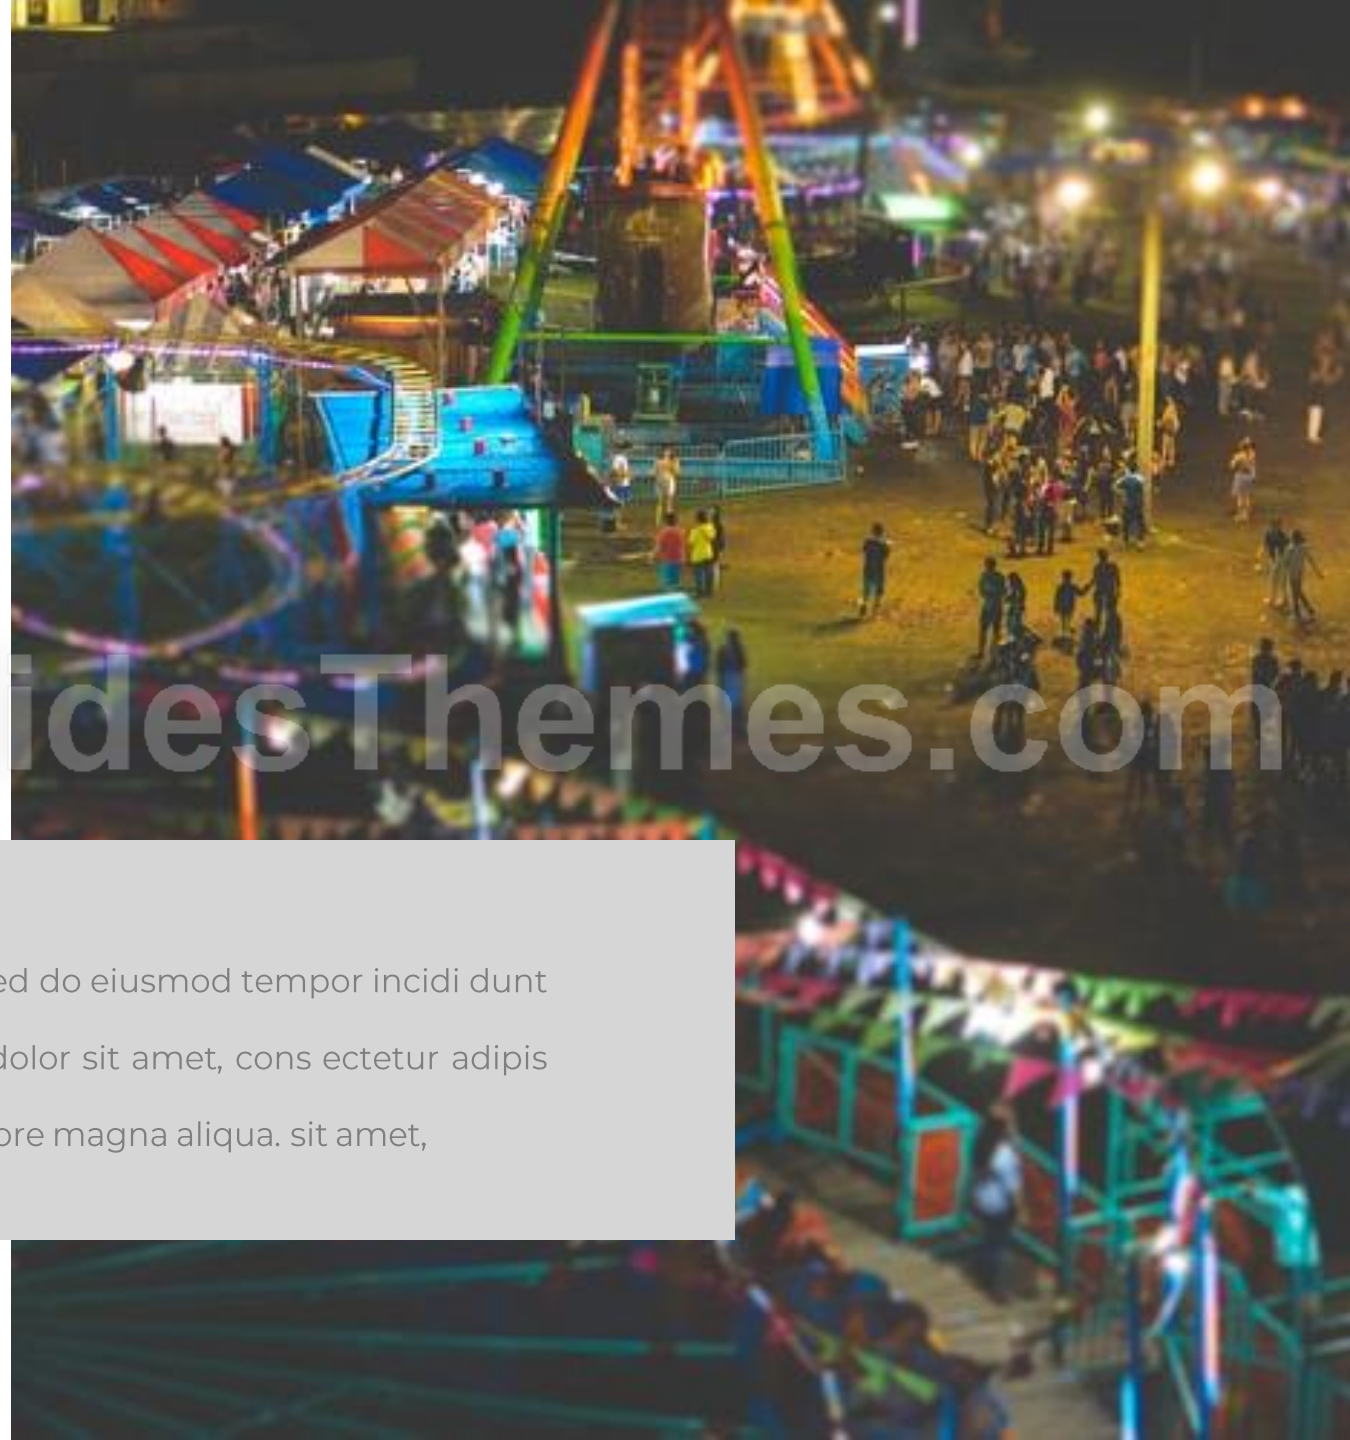 idesThemes.com
ed do eiusmod tempor incidi dunt
dolor sit amet, cons ectetur adipis
ore magna aliqua. sit amet,